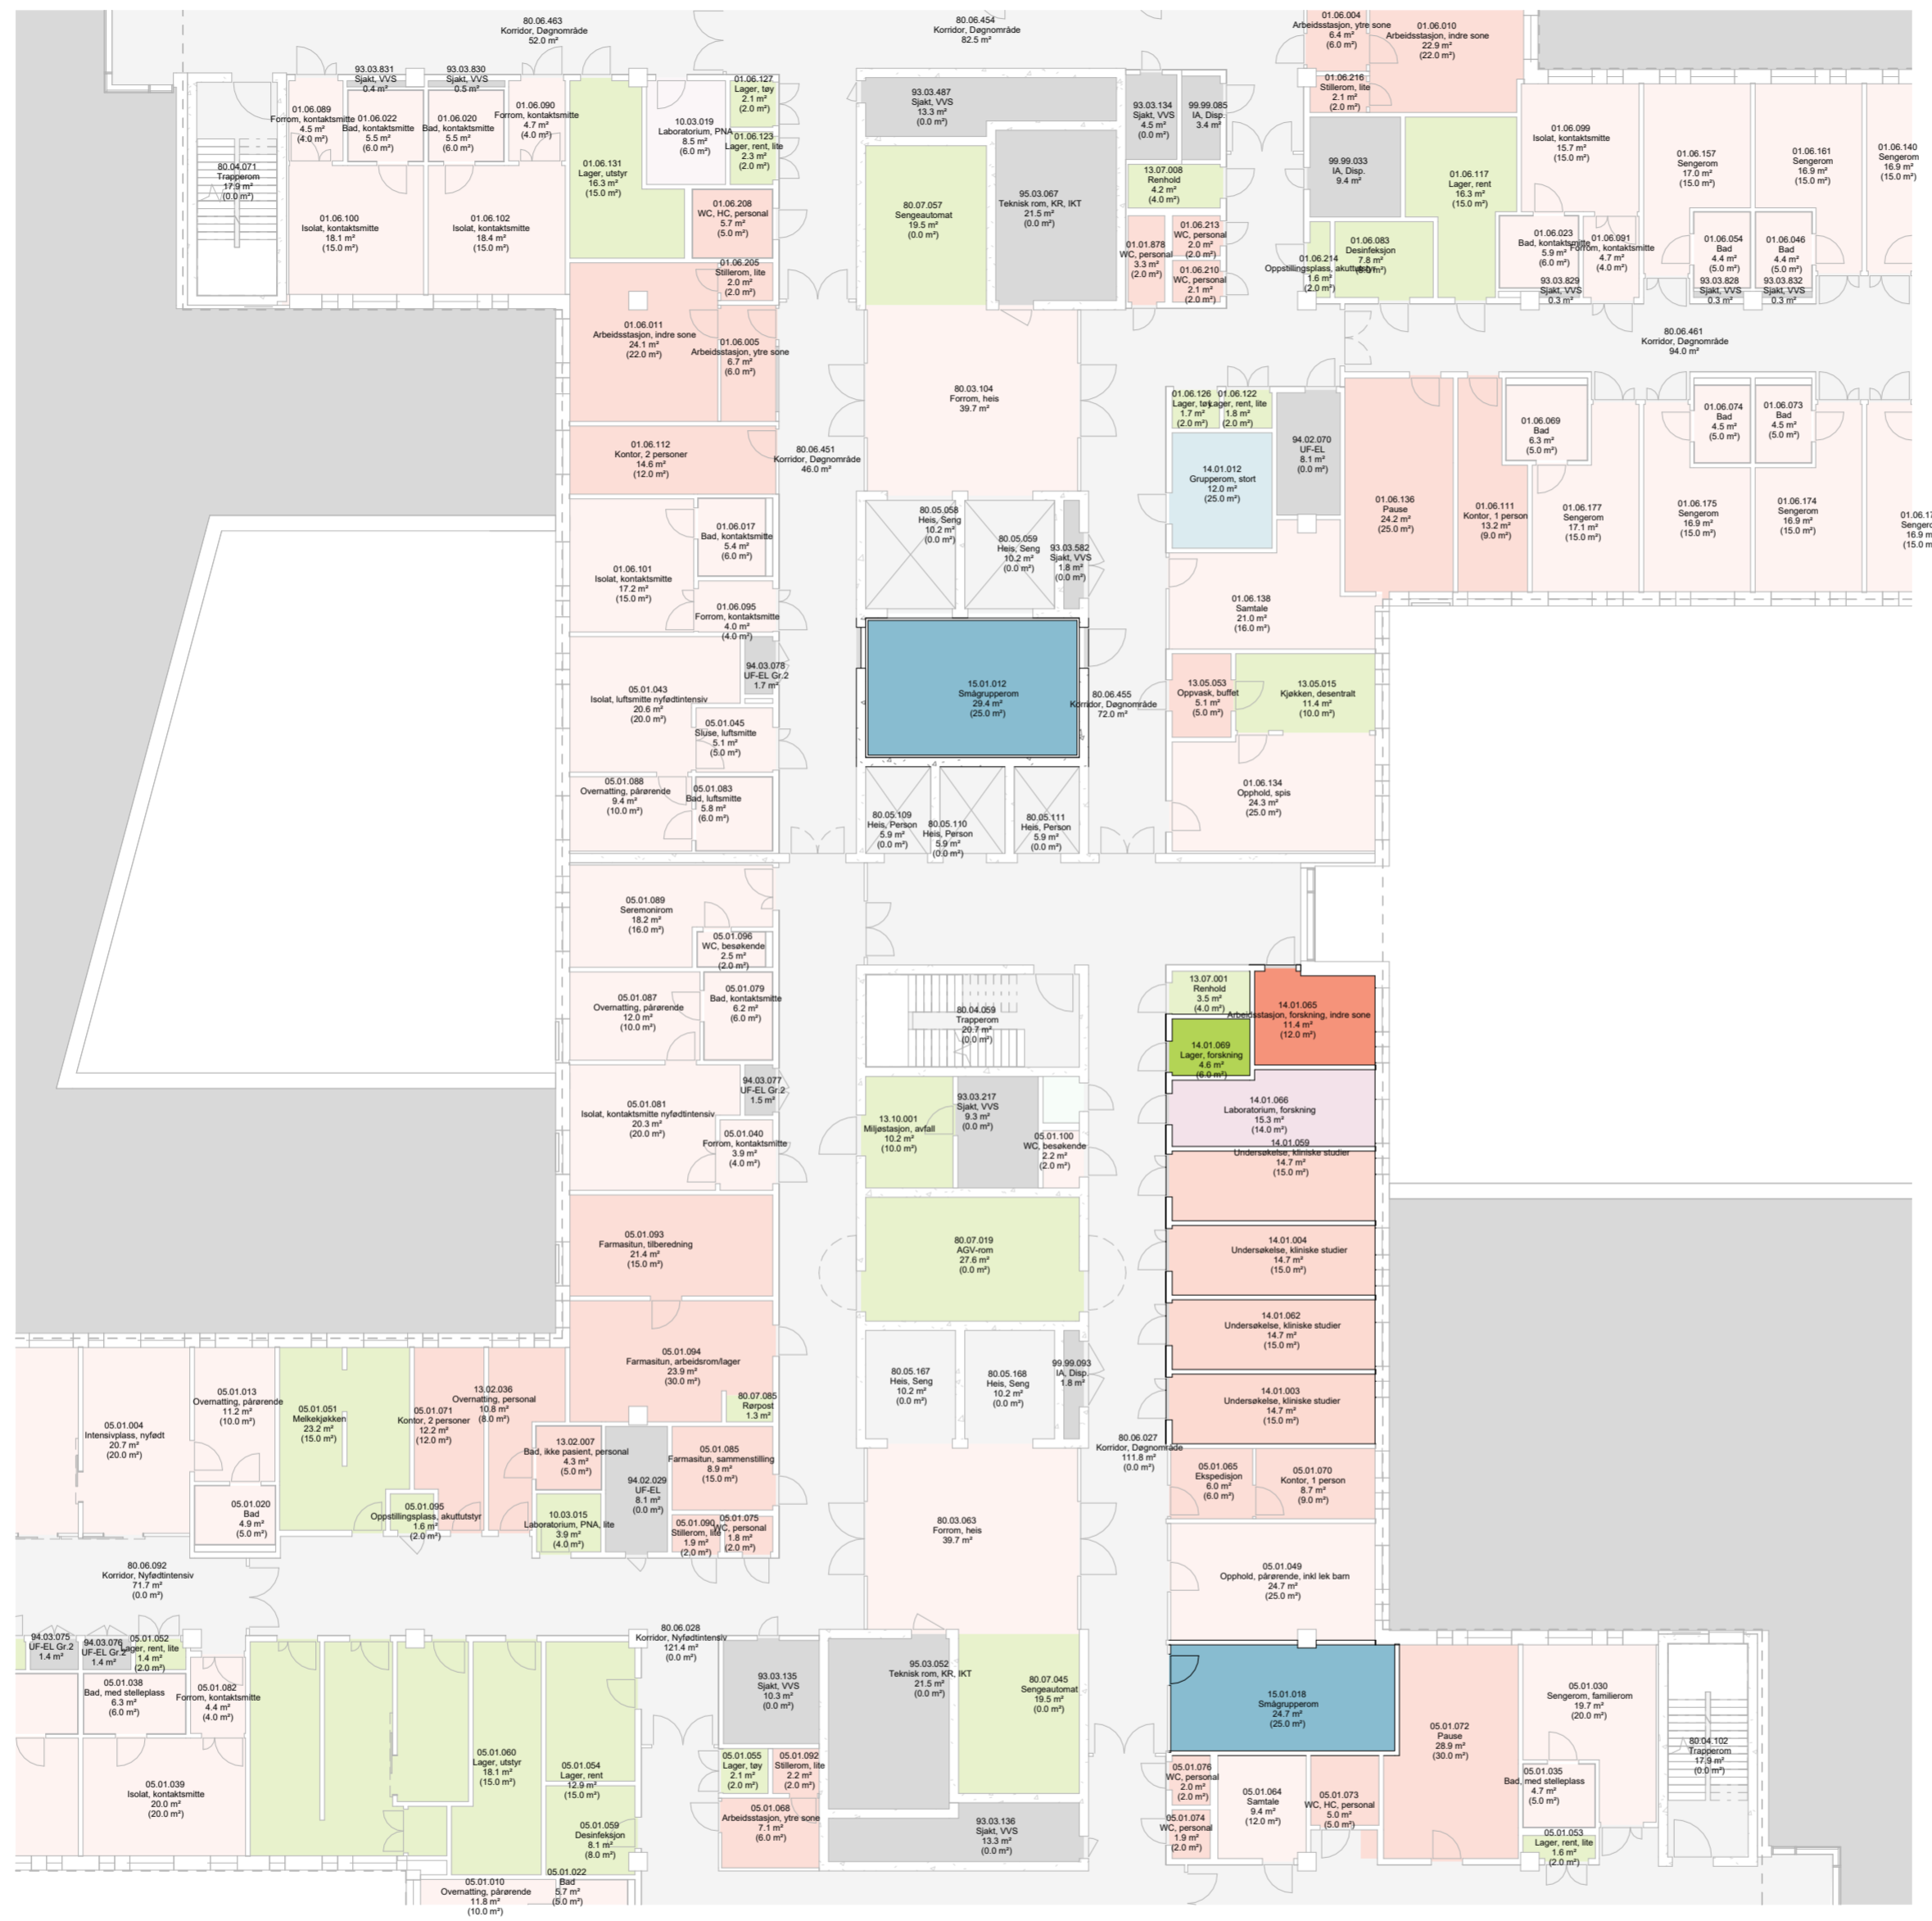 80.06.463
Korridor, Døgnområde
52.0 m²
80.06.454
Korridor, Døgnområde
82.5 m²
01.06.004
Arbeidsstasjon, ytre sone
6.4 m²
(6.0 m²)
01.06.010
Arbeidsstasjon, indre sone
22.9 m²
(22.0 m²)
01.06.216
Stillerom, lite
2.1 m²
(2.0 m²)
93.03.831
Sjakt, VVS
0.4 m²
93.03.830
Sjakt, VVS
0.5 m²
01.06.089
Forrom, kontaktsmitte
4.5 m²
(4.0 m²)
01.06.022
Bad, kontaktsmitte
5.5 m²
(6.0 m²)
01.06.020
Bad, kontaktsmitte
5.5 m²
(6.0 m²)
01.06.090
Forrom, kontaktsmitte
4.7 m²
(4.0 m²)
80.04.071
Trapperom
17.9 m²
(0.0 m²)
01.06.100
Isolat, kontaktsmitte
18.1 m²
(15.0 m²)
01.06.102
Isolat, kontaktsmitte
18.4 m²
(15.0 m²)
01.06.131
Lager, utstyr
16.3 m²
(15.0 m²)
10.03.019
Laboratorium, PNA
8.5 m²
(6.0 m²)
01.06.127
Lager, tøy
2.1 m²
(2.0 m²)
01.06.123
Lager, rent, lite
2.3 m²
(2.0 m²)
01.06.208
WC, HC, personal
5.7 m²
(5.0 m²)
01.06.205
Stillerom, lite
2.0 m²
(2.0 m²)
01.06.011
Arbeidsstasjon, indre sone
24.1 m²
(22.0 m²)
01.06.005
Arbeidsstasjon, ytre sone
6.7 m²
(6.0 m²)
93.03.487
Sjakt, VVS
13.3 m²
(0.0 m²)
80.07.057
Sengeautomat
19.5 m²
(0.0 m²)
95.03.067
Teknisk rom, KR, IKT
21.5 m²
(0.0 m²)
93.03.134
Sjakt, VVS
4.5 m²
(0.0 m²)
99.99.085
IA, Disp.
3.4 m²
13.07.008
Renhold
4.2 m²
(4.0 m²)
01.01.878
WC, personal
3.3 m²
(2.0 m²)
01.06.213
WC, personal
2.0 m²
(2.0 m²)
01.06.210
WC, personal
2.1 m²
(2.0 m²)
99.99.033
IA, Disp.
9.4 m²
01.06.117
Lager, rent
16.3 m²
(15.0 m²)
01.06.099
Isolat, kontaktsmitte
15.7 m²
(15.0 m²)
01.06.157
Sengerom
17.0 m²
(15.0 m²)
01.06.161
Sengerom
16.9 m²
(15.0 m²)
01.06.140
Sengerom
16.9 m²
(15.0 m²)
01.06.214
Oppstillingsplass, akuttutstyr
1.6 m²
(2.0 m²)
01.06.083
Desinfeksjon
7.8 m²
01.06.023
Bad, kontaktsmitte
5.9 m²
(6.0 m²)
01.06.091
Forrom, kontaktsmitte
4.7 m²
(4.0 m²)
01.06.054
Bad
4.4 m²
(5.0 m²)
01.06.046
Bad
4.4 m²
(5.0 m²)
93.03.829
Sjakt, VVS
0.3 m²
93.03.828
Sjakt, VVS
0.3 m²
93.03.832
Sjakt, VVS
0.3 m²
80.06.461
Korridor, Døgnområde
94.0 m²
80.03.104
Forrom, heis
39.7 m²
01.06.112
Kontor, 2 personer
14.6 m²
(12.0 m²)
80.06.451
Korridor, Døgnområde
46.0 m²
01.06.126
Lager, tøy
1.7 m²
(2.0 m²)
01.06.122
Lager, rent, lite
1.8 m²
(2.0 m²)
94.02.070
UF-EL
8.1 m²
(0.0 m²)
14.01.012
Grupperom, stort
12.0 m²
(25.0 m²)
01.06.136
Pause
24.2 m²
(25.0 m²)
01.06.111
Kontor, 1 person
13.2 m²
(9.0 m²)
01.06.069
Bad
6.3 m²
(5.0 m²)
01.06.074
Bad
4.5 m²
(5.0 m²)
01.06.073
Bad
4.5 m²
(5.0 m²)
01.06.177
Sengerom
17.1 m²
(15.0 m²)
01.06.175
Sengerom
16.9 m²
(15.0 m²)
01.06.174
Sengerom
16.9 m²
(15.0 m²)
16.9 m²
01.06.017
Bad, kontaktsmitte
5.4 m²
(6.0 m²)
01.06.101
Isolat, kontaktsmitte
17.2 m²
(15.0 m²)
01.06.095
Forrom, kontaktsmitte
4.0 m²
(4.0 m²)
80.05.058
Heis, Seng
10.2 m²
(0.0 m²)
80.05.059
Heis, Seng
10.2 m²
(0.0 m²)
93.03.582
Sjakt, VVS
1.8 m²
(0.0 m²)
01.06.138
Samtale
21.0 m²
(16.0 m²)
94.03.078
UF-EL Gr.2
1.7 m²
05.01.043
Isolat, luftsmitte nyfødtintensiv
20.6 m²
(20.0 m²)
05.01.045
Sluse, luftsmitte
5.1 m²
(5.0 m²)
15.01.012
Smågrupperom
29.4 m²
(25.0 m²)
80.06.455
Korridor, Døgnområde
72.0 m²
13.05.053
Oppvask, buffet
5.1 m²
(5.0 m²)
13.05.015
Kjøkken, desentralt
11.4 m²
(10.0 m²)
05.01.088
Overnatting, pårørende
9.4 m²
(10.0 m²)
05.01.083
Bad, luftsmitte
5.8 m²
(6.0 m²)
80.05.109
Heis, Person
5.9 m²
(0.0 m²)
80.05.110
Heis, Person
5.9 m²
(0.0 m²)
80.05.111
Heis, Person
5.9 m²
(0.0 m²)
01.06.134
Opphold, spis
24.3 m²
(25.0 m²)
05.01.089
Seremonirom
18.2 m²
(16.0 m²)
05.01.096
WC, besøkende
2.5 m²
(2.0 m²)
05.01.087
Overnatting, pårørende
12.0 m²
(10.0 m²)
05.01.079
Bad, kontaktsmitte
6.2 m²
(6.0 m²)
80.04.059
Trapperom
20.7 m²
(0.0 m²)
13.07.001
Renhold
3.5 m²
(4.0 m²)
14.01.065
Arbeidsstasjon, forskning, indre sone
11.4 m²
(12.0 m²)
14.01.069
Lager, forskning
4.6 m²
(6.0 m²)
94.03.077
UF-EL Gr.2
1.5 m²
05.01.081
Isolat, kontaktsmitte nyfødtintensiv
20.3 m²
(20.0 m²)
05.01.040
Forrom, kontaktsmitte
3.9 m²
(4.0 m²)
13.10.001
Miljøstasjon, avfall
10.2 m²
(10.0 m²)
93.03.217
Sjakt, VVS
9.3 m²
(0.0 m²)
05.01.100
WC, besøkende
2.2 m²
(2.0 m²)
14.01.066
Laboratorium, forskning
15.3 m²
(14.0 m²)
14.01.059
Undersøkelse, kliniske studier
14.7 m²
(15.0 m²)
05.01.093
Farmasitun, tilberedning
21.4 m²
(15.0 m²)
80.07.019
AGV-rom
27.6 m²
(0.0 m²)
14.01.004
Undersøkelse, kliniske studier
14.7 m²
(15.0 m²)
14.01.062
Undersøkelse, kliniske studier
14.7 m²
(15.0 m²)
05.01.094
Farmasitun, arbeidsrom/lager
23.9 m²
(30.0 m²)
80.07.085
Rørpost
1.3 m²
80.05.167
Heis, Seng
10.2 m²
(0.0 m²)
80.05.168
Heis, Seng
10.2 m²
(0.0 m²)
99.99.093
IA, Disp.
1.8 m²
14.01.003
Undersøkelse, kliniske studier
14.7 m²
(15.0 m²)
05.01.004
Intensivplass, nyfødt
20.7 m²
(20.0 m²)
05.01.013
Overnatting, pårørende
11.2 m²
(10.0 m²)
05.01.051
Melkekjøkken
23.2 m²
(15.0 m²)
05.01.071
Kontor, 2 personer
12.2 m²
(12.0 m²)
13.02.036
Overnatting, personal
10.8 m²
(8.0 m²)
13.02.007
Bad, ikke pasient, personal
4.3 m²
(5.0 m²)
94.02.029
UF-EL
8.1 m²
(0.0 m²)
05.01.085
Farmasitun, sammenstilling
8.9 m²
(15.0 m²)
80.06.027
Korridor, Døgnområde
111.8 m²
(0.0 m²)
05.01.065
Ekspedisjon
6.0 m²
(6.0 m²)
05.01.070
Kontor, 1 person
8.7 m²
(9.0 m²)
05.01.020
Bad
4.9 m²
(5.0 m²)
05.01.095
Oppstillingsplass, akuttutstyr
1.6 m²
(2.0 m²)
10.03.015
Laboratorium, PNA, lite
3.9 m²
(4.0 m²)
05.01.090
Stillerom, lite
1.9 m²
(2.0 m²)
05.01.075
WC, personal
1.8 m²
(2.0 m²)
80.03.063
Forrom, heis
39.7 m²
05.01.049
Opphold, pårørende, inkl lek barn
24.7 m²
(25.0 m²)
80.06.092
Korridor, Nyfødtintensiv
71.7 m²
(0.0 m²)
94.03.075
UF-EL Gr.2
1.4 m²
94.03.076
UF-EL Gr.2
1.4 m²
05.01.052
Lager, rent, lite
1.4 m²
(2.0 m²)
80.06.028
Korridor, Nyfødtintensiv
121.4 m²
(0.0 m²)
05.01.038
Bad, med stelleplass
6.3 m²
(6.0 m²)
05.01.082
Forrom, kontaktsmitte
4.4 m²
(4.0 m²)
93.03.135
Sjakt, VVS
10.3 m²
(0.0 m²)
95.03.052
Teknisk rom, KR, IKT
21.5 m²
(0.0 m²)
80.07.045
Sengeautomat
19.5 m²
(0.0 m²)
15.01.018
Smågrupperom
24.7 m²
(25.0 m²)
05.01.072
Pause
28.9 m²
(30.0 m²)
05.01.030
Sengerom, familierom
19.7 m²
(20.0 m²)
80.04.102
Trapperom
17.9 m²
(0.0 m²)
05.01.039
Isolat, kontaktsmitte
20.0 m²
(20.0 m²)
05.01.060
Lager, utstyr
18.1 m²
(15.0 m²)
05.01.054
Lager, rent
12.9 m²
(15.0 m²)
05.01.055
Lager, tøy
2.1 m²
(2.0 m²)
05.01.092
Stillerom, lite
2.2 m²
(2.0 m²)
05.01.076
WC, personal
2.0 m²
(2.0 m²)
05.01.064
Samtale
9.4 m²
(12.0 m²)
05.01.073
WC, HC, personal
5.0 m²
(5.0 m²)
05.01.035
Bad, med stelleplass
4.7 m²
(5.0 m²)
05.01.059
Desinfeksjon
8.1 m²
(8.0 m²)
05.01.068
Arbeidsstasjon, ytre sone
7.1 m²
(6.0 m²)
93.03.136
Sjakt, VVS
13.3 m²
(0.0 m²)
05.01.074
WC, personal
1.9 m²
(2.0 m²)
05.01.053
Lager, rent, lite
1.6 m²
(2.0 m²)
05.01.010
Overnatting, pårørende
11.8 m²
(10.0 m²)
05.01.022
Bad
5.7 m²
(5.0 m²)